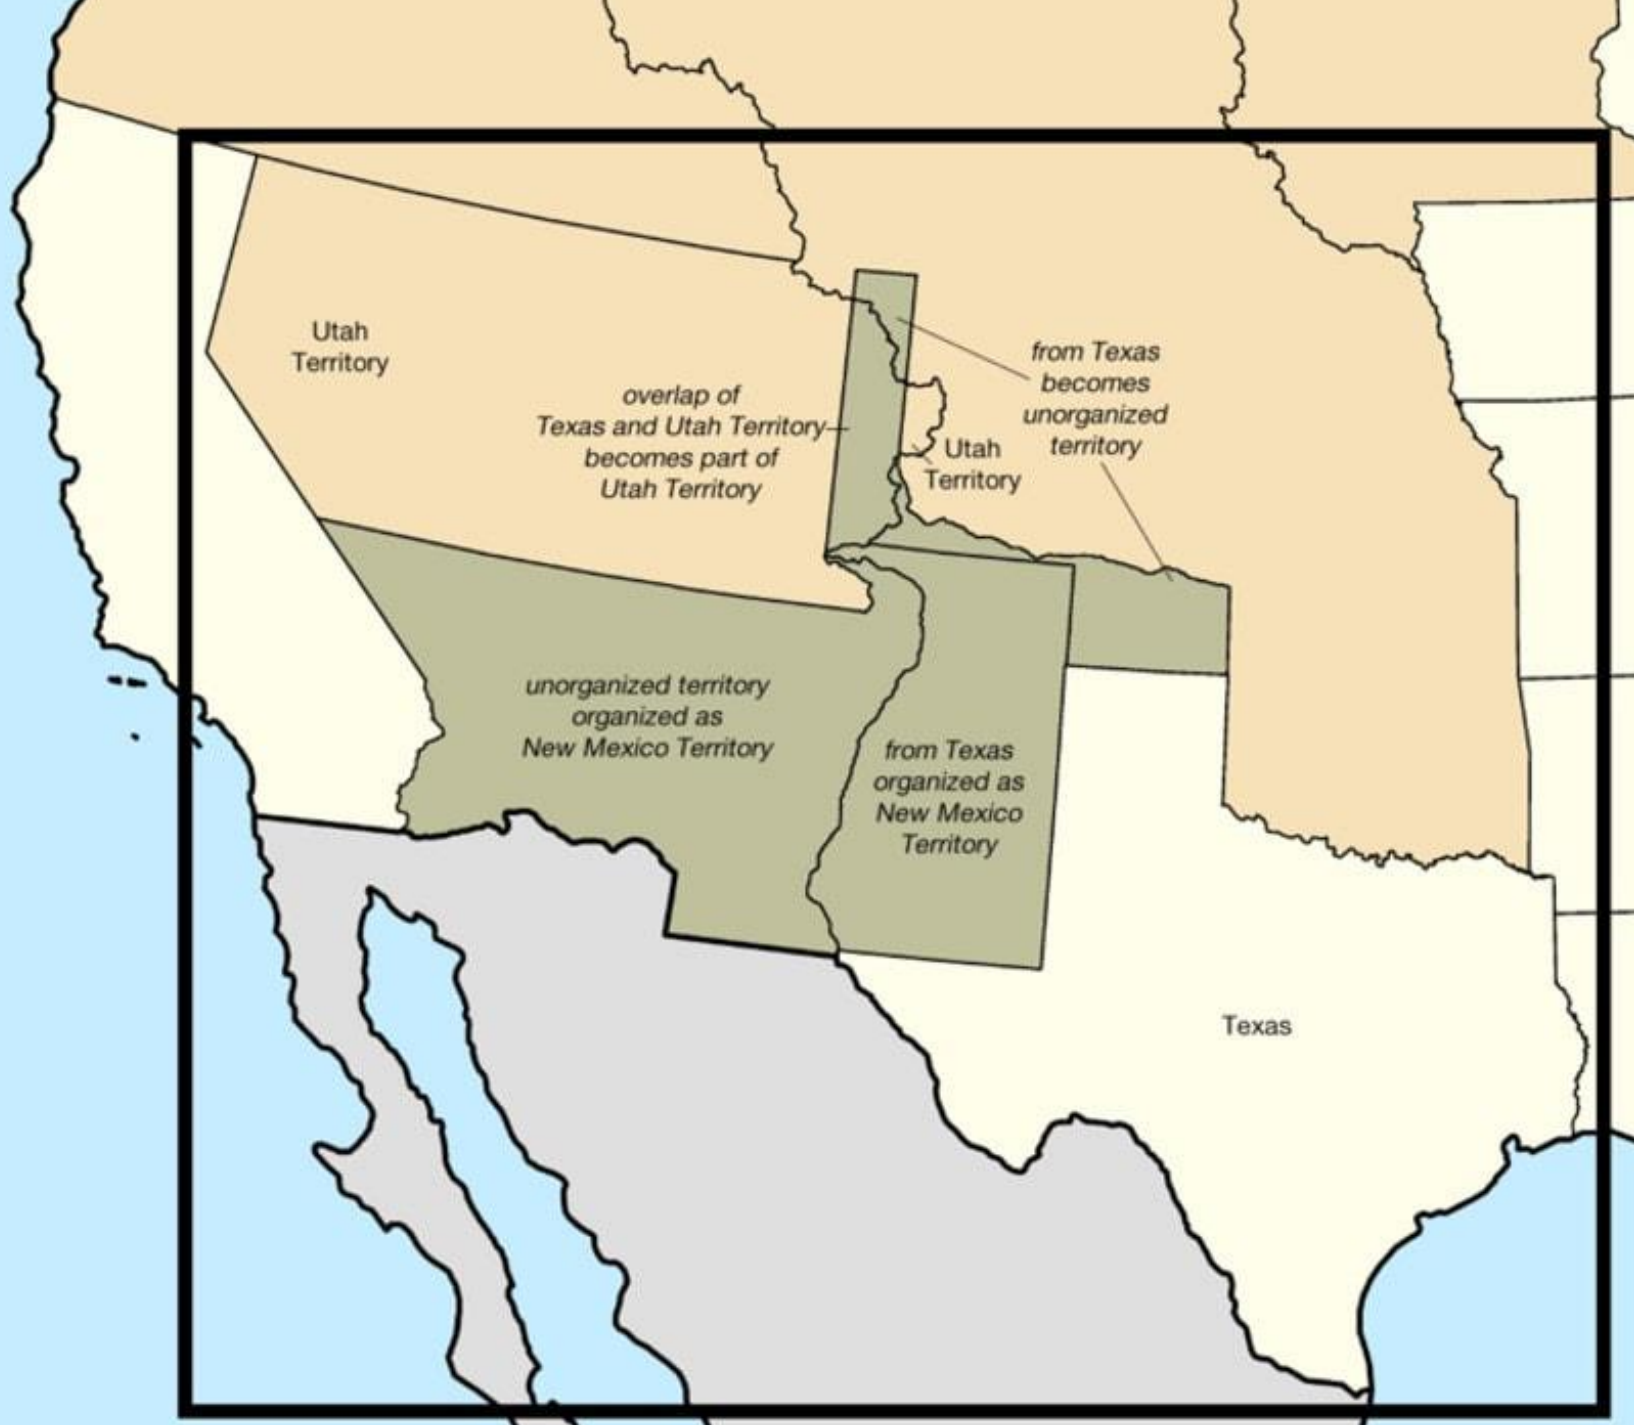 Utah
Territory
overlap of
Texas and Utah Territory
becomes part of
Utah Territory
from Texas
becomes
unorganized
territory
Utah
Territory
unorganized territory
organized as
New Mexico Territory
from Texas
organized as
New Mexico
Territory
Texas